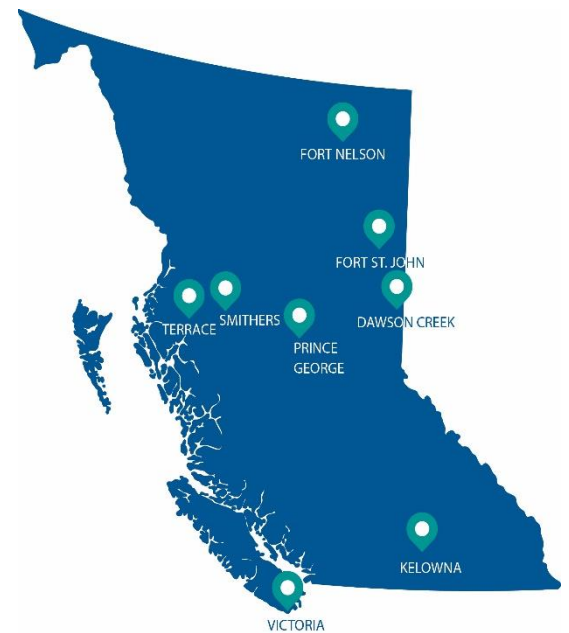 FORT NELSON
FORT ST. JOHN
DAWSON CREEK
SMITHERS
TERRACE
PRINCE
GEORGE
KELOWNA
VICTORIA